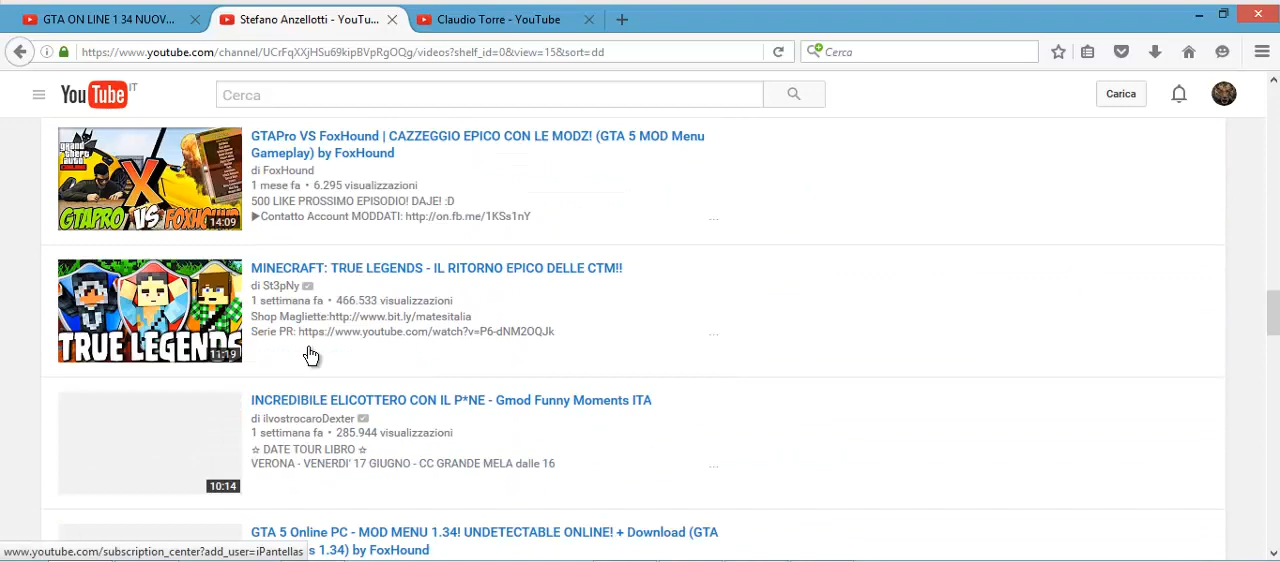 GTA ON LINE 1 34 NUOV...
Stefano Anzellotti - YouTu...
Claudio Torre - YouTube
https://www.youtube.com/channel/UCrFqXXjHSu69kipBVpRgOQg/videos?shelf_id=0&view=15&sort=dd
Cerca
YouTube IT
Cerca
Carica
GTAPro VS FoxHound | CAZZEGGIO EPICO CON LE MODZ! (GTA 5 MOD Menu
Gameplay) by FoxHound
di FoxHound
1 mese fa • 6.295 visualizzazioni
500 LIKE PROSSIMO EPISODIO! DAJE! :D
▶Contatto Account MODDATI: http://on.fb.me/1KSs1nY
...
GTAPRO VS FOXHOUND
14:09
MINECRAFT: TRUE LEGENDS - IL RITORNO EPICO DELLE CTM!!
di St3pNy
1 settimana fa • 466.533 visualizzazioni
Shop Magliette:http://www.bit.ly/matesitalia
Serie PR: https://www.youtube.com/watch?v=P6-dNM2OQJk
...
TRUE LEGENDS
11:19
INCREDIBILE ELICOTTERO CON IL P*NE - Gmod Funny Moments ITA
di ilvostrocaroDexter
1 settimana fa • 285.944 visualizzazioni
☆ DATE TOUR LIBRO ☆
VERONA - VENERDI' 17 GIUGNO - CC GRANDE MELA dalle 16
...
10:14
GTA 5 Online PC - MOD MENU 1.34! UNDETECTABLE ONLINE! + Download (GTA
s 1.34) by FoxHound
www.youtube.com/subscription_center?add_user=iPantellas